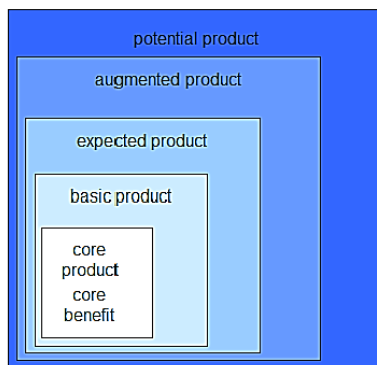 potential product
augmented product
expected product
basic product
core
product
core
benefit